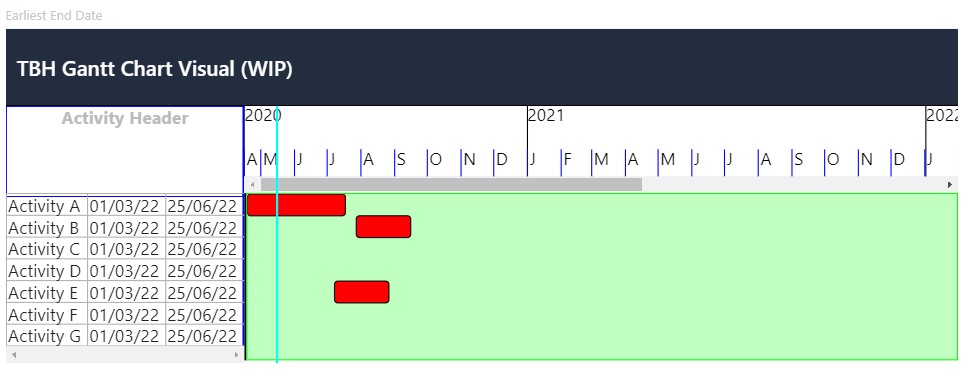 Earliest End Date
TBH Gantt Chart Visual (WIP)
Activity Header
2020 2021 2022
A M J J A S O N D J F M A M J J A S O N D J
Activity A 01/03/22 25/06/22
Activity B 01/03/22 25/06/22
Activity C 01/03/22 25/06/22
Activity D 01/03/22 25/06/22
Activity E 01/03/22 25/06/22
Activity F 01/03/22 25/06/22
Activity G 01/03/22 25/06/22